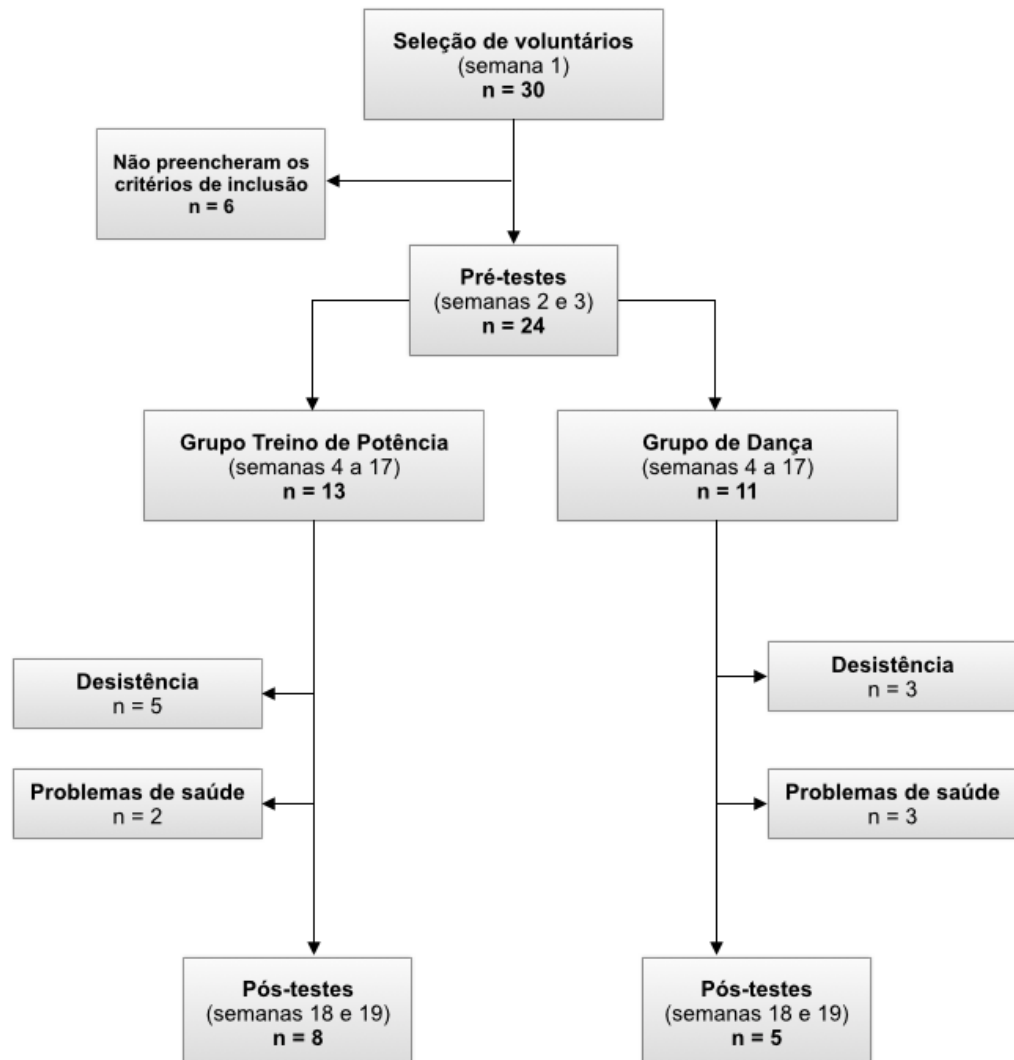 Seleção de voluntários
(semana 1)
n = 30
Não preencheram os
critérios de inclusão
n = 6
Pré-testes
(semanas 2 e 3)
n = 24
Grupo Treino de Potência
(semanas 4 a 17)
n = 13
Grupo de Dança
(semanas 4 a 17)
n = 11
Desistência
n = 5
Desistência
n = 3
Problemas de saúde
n = 2
Problemas de saúde
n = 3
Pós-testes
(semanas 18 e 19)
n = 8
Pós-testes
(semanas 18 e 19)
n = 5